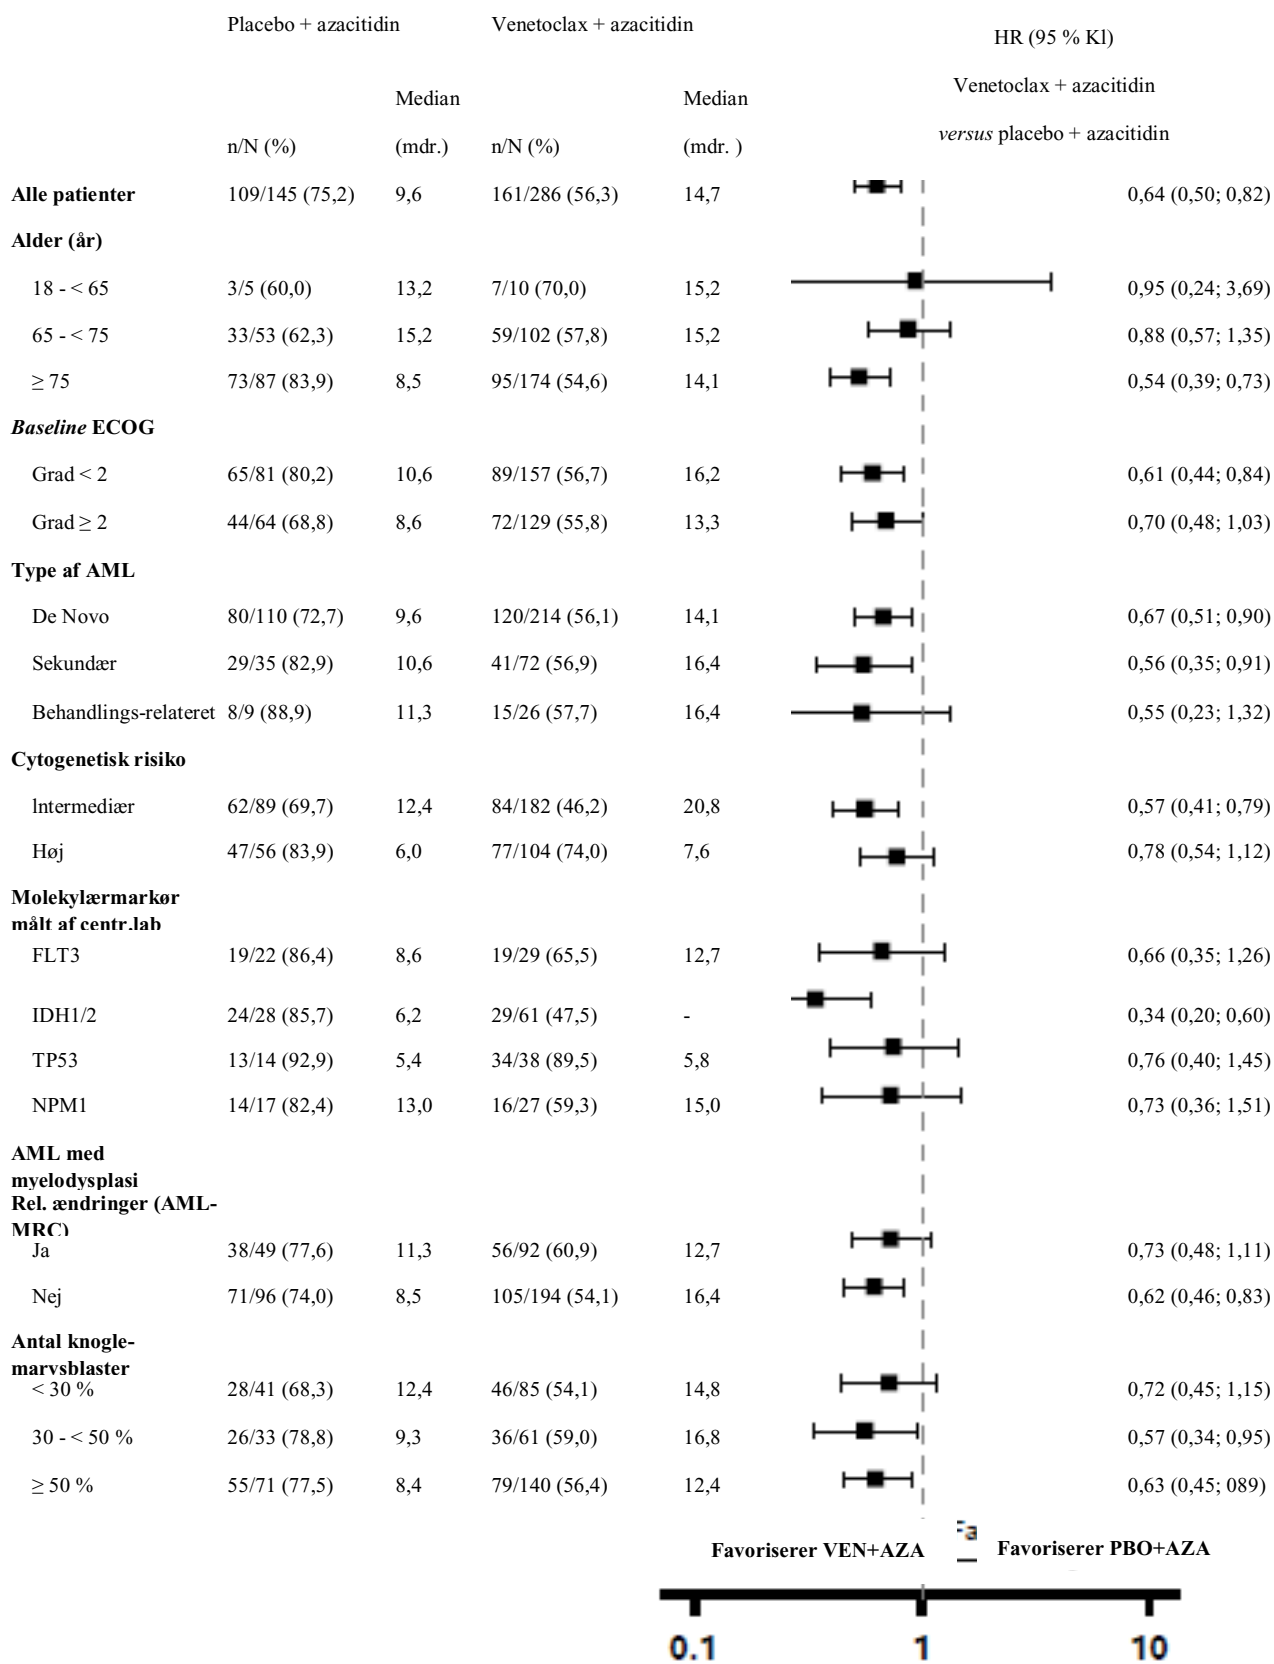 Placebo + azacitidin Venetoclax + azacitidin
HR (95 % Kl)
Venetoclax + azacitidin
versus placebo + azacitidin
Median Median
n/N (%) (mdr.) n/N (%) (mdr. )
Alle patienter 109/145 (75,2) 9,6 161/286 (56,3) 14,7 0,64 (0,50; 0,82)
Alder (år)
18 - < 65 3/5 (60,0) 13,2 7/10 (70,0) 15,2 0,95 (0,24; 3,69)
65 - < 75 33/53 (62,3) 15,2 59/102 (57,8) 15,2 0,88 (0,57; 1,35)
≥ 75 73/87 (83,9) 8,5 95/174 (54,6) 14,1 0,54 (0,39; 0,73)
Baseline ECOG
Grad < 2 65/81 (80,2) 10,6 89/157 (56,7) 16,2 0,61 (0,44; 0,84)
Grad ≥ 2 44/64 (68,8) 8,6 72/129 (55,8) 13,3 0,70 (0,48; 1,03)
Type af AML
De Novo 80/110 (72,7) 9,6 120/214 (56,1) 14,1 0,67 (0,51; 0,90)
Sekundær 29/35 (82,9) 10,6 41/72 (56,9) 16,4 0,56 (0,35; 0,91)
Behandlings-relateret 8/9 (88,9) 11,3 15/26 (57,7) 16,4 0,55 (0,23; 1,32)
Cytogenetisk risiko
lntermediær 62/89 (69,7) 12,4 84/182 (46,2) 20,8 0,57 (0,41; 0,79)
Høj 47/56 (83,9) 6,0 77/104 (74,0) 7,6 0,78 (0,54; 1,12)
Molekylærmarkør
målt af centr.lab
FLT3 19/22 (86,4) 8,6 19/29 (65,5) 12,7 0,66 (0,35; 1,26)
IDH1/2 24/28 (85,7) 6,2 29/61 (47,5) - 0,34 (0,20; 0,60)
TP53 13/14 (92,9) 5,4 34/38 (89,5) 5,8 0,76 (0,40; 1,45)
NPM1 14/17 (82,4) 13,0 16/27 (59,3) 15,0 0,73 (0,36; 1,51)
AML med
myelodysplasi
Rel. ændringer (AML-
MRC)
Ja 38/49 (77,6) 11,3 56/92 (60,9) 12,7 0,73 (0,48; 1,11)
Nej 71/96 (74,0) 8,5 105/194 (54,1) 16,4 0,62 (0,46; 0,83)
Antal knogle-
marvsblaster
< 30 % 28/41 (68,3) 12,4 46/85 (54,1) 14,8 0,72 (0,45; 1,15)
30 - < 50 % 26/33 (78,8) 9,3 36/61 (59,0) 16,8 0,57 (0,34; 0,95)
≥ 50 % 55/71 (77,5) 8,4 79/140 (56,4) 12,4 0,63 (0,45; 089)
Favoriserer VEN+AZA Favoriserer PBO+AZA
0.1 1 10